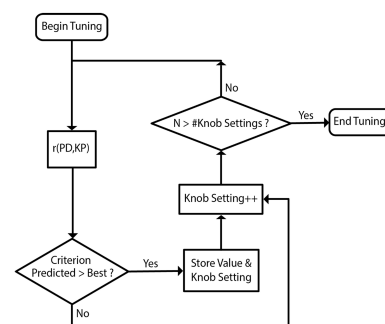 Begin Tuning
No
N > #Knob Settings ?
Yes
End Tuning
r(PD,KP)
Knob Setting++
Criterion
Predicted > Best ?
Yes
Store Value &
Knob Setting
No